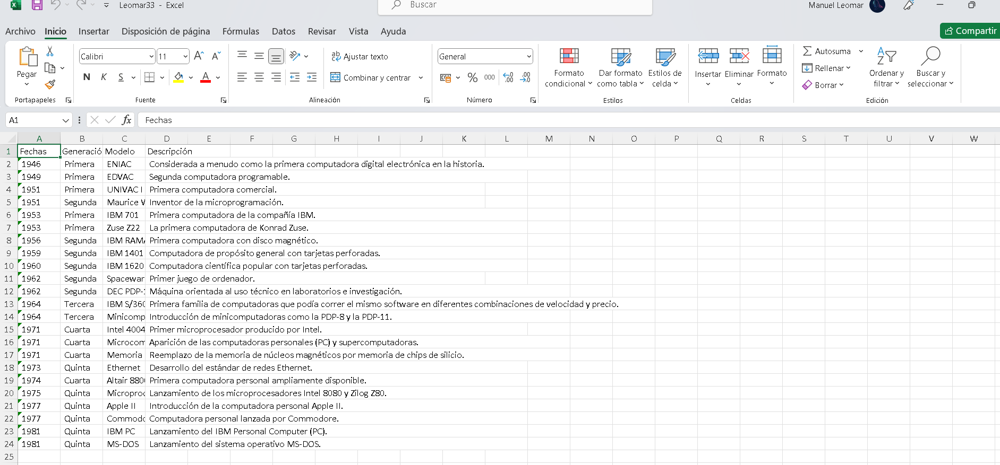 Leomar33 - Excel
Buscar
Manuel Leomar
Archivo Inicio Insertar Disposición de página Fórmulas Datos Revisar Vista Ayuda
Compartir
Pegar
Portapapeles
Calibri 11
N K S
Fuente
Ajustar texto
Combinar y centrar
Alineación
General
% 000
Número
Formato condicional
Dar formato como tabla
Estilos de celda
Estilos
Insertar Eliminar Formato
Celdas
Autosuma
Rellenar
Borrar
Ordenar y filtrar
Buscar y seleccionar
Edición
A1 fx Fechas
A B C D E F G H I J K L M N O P Q R S T U V W
1 Fechas Generació Modelo Descripción
2 1946 Primera ENIAC Considerada a menudo como la primera computadora digital electrónica en la historia.
3 1949 Primera EDVAC Segunda computadora programable.
4 1951 Primera UNIVAC I Primera computadora comercial.
5 1951 Segunda Maurice W Inventor de la microprogramación.
6 1953 Primera IBM 701 Primera computadora de la compañía IBM.
7 1953 Primera Zuse Z22 La primera computadora de Konrad Zuse.
8 1956 Segunda IBM RAMA Primera computadora con disco magnético.
9 1959 Segunda IBM 1401 Computadora de propósito general con tarjetas perforadas.
10 1960 Segunda IBM 1620 Computadora científica popular con tarjetas perforadas.
11 1962 Segunda Spacewar Primer juego de ordenador.
12 1962 Segunda DEC PDP-1 Máquina orientada al uso técnico en laboratorios e investigación.
13 1964 Tercera IBM S/360 Primera familia de computadoras que podía correr el mismo software en diferentes combinaciones de velocidad y precio.
14 1964 Tercera Minicomp Introducción de minicomputadoras como la PDP-8 y la PDP-11.
15 1971 Cuarta Intel 4004 Primer microprocesador producido por Intel.
16 1971 Cuarta Microcom Aparición de las computadoras personales (PC) y supercomputadoras.
17 1971 Cuarta Memoria Reemplazo de la memoria de núcleos magnéticos por memoria de chips de silicio.
18 1973 Quinta Ethernet Desarrollo del estándar de redes Ethernet.
19 1974 Cuarta Altair 8800 Primera computadora personal ampliamente disponible.
20 1975 Quinta Microproc Lanzamiento de los microprocesadores Intel 8080 y Zilog Z80.
21 1977 Quinta Apple II Introducción de la computadora personal Apple II.
22 1977 Quinta Commodo Computadora personal lanzada por Commodore.
23 1981 Quinta IBM PC Lanzamiento del IBM Personal Computer (PC).
24 1981 Quinta MS-DOS Lanzamiento del sistema operativo MS-DOS.
25